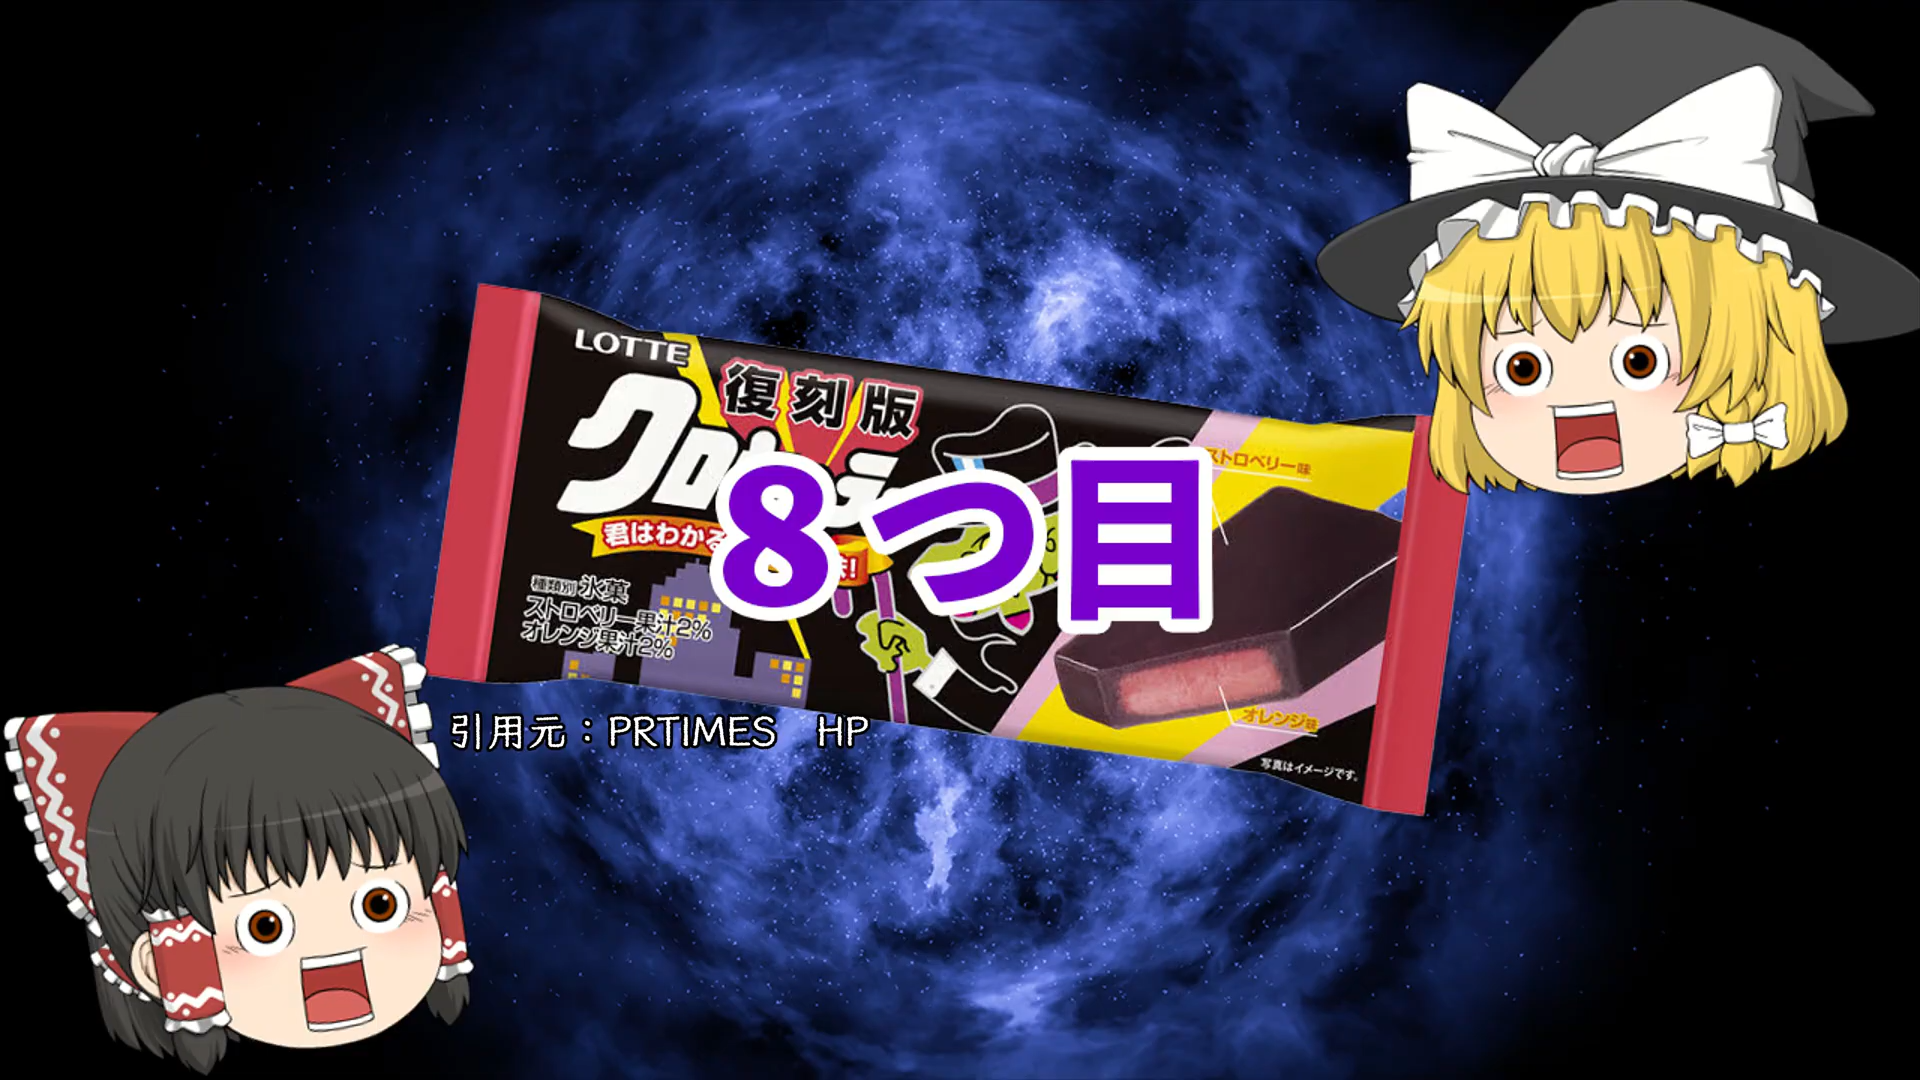 LOTTE
復刻版
クロ
8つ目
君はわかる
味!
ストロベリー味
種類別 氷菓
ストロベリー果汁2%
オレンジ果汁2%
オレンジ味
引用元：PRTIMES　HP
写真はイメージです。